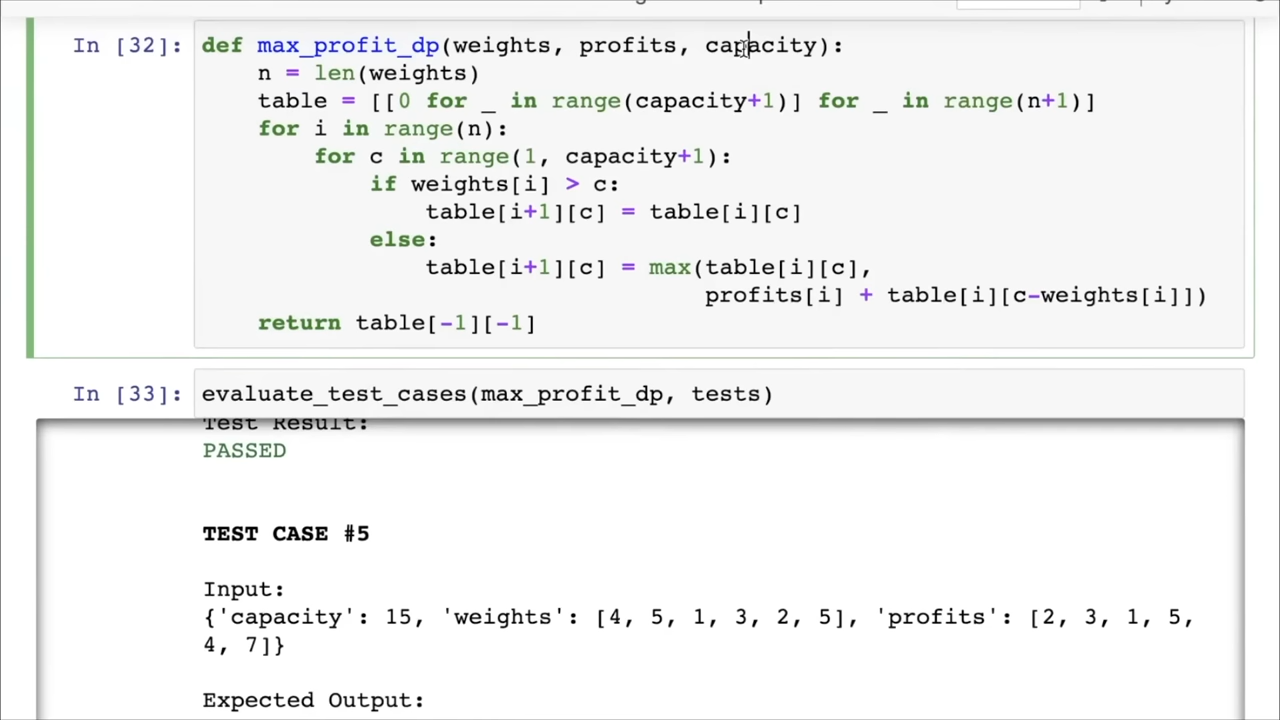 In [32]: def max_profit_dp(weights, profits, capacity):
n = len(weights)
table = [[0 for _ in range(capacity+1)] for _ in range(n+1)]
for i in range(n):
for c in range(1, capacity+1):
if weights[i] > c:
table[i+1][c] = table[i][c]
else:
table[i+1][c] = max(table[i][c],
profits[i] + table[i][c-weights[i]])
return table[-1][-1]
In [33]: evaluate_test_cases(max_profit_dp, tests)
Test Result:
PASSED
TEST CASE #5
Input:
{'capacity': 15, 'weights': [4, 5, 1, 3, 2, 5], 'profits': [2, 3, 1, 5,
4, 7]}
Expected Output: